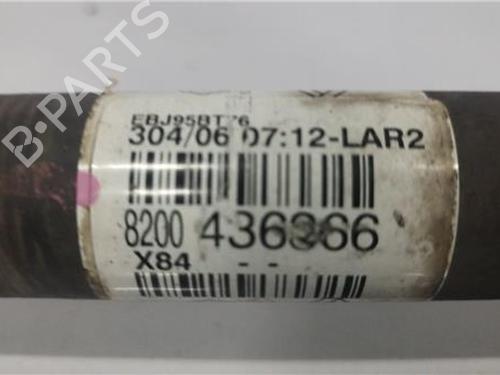 B-PARTS
EBJ95BT76
304/06 07:12-LAR2
8200 436366
X84 - -